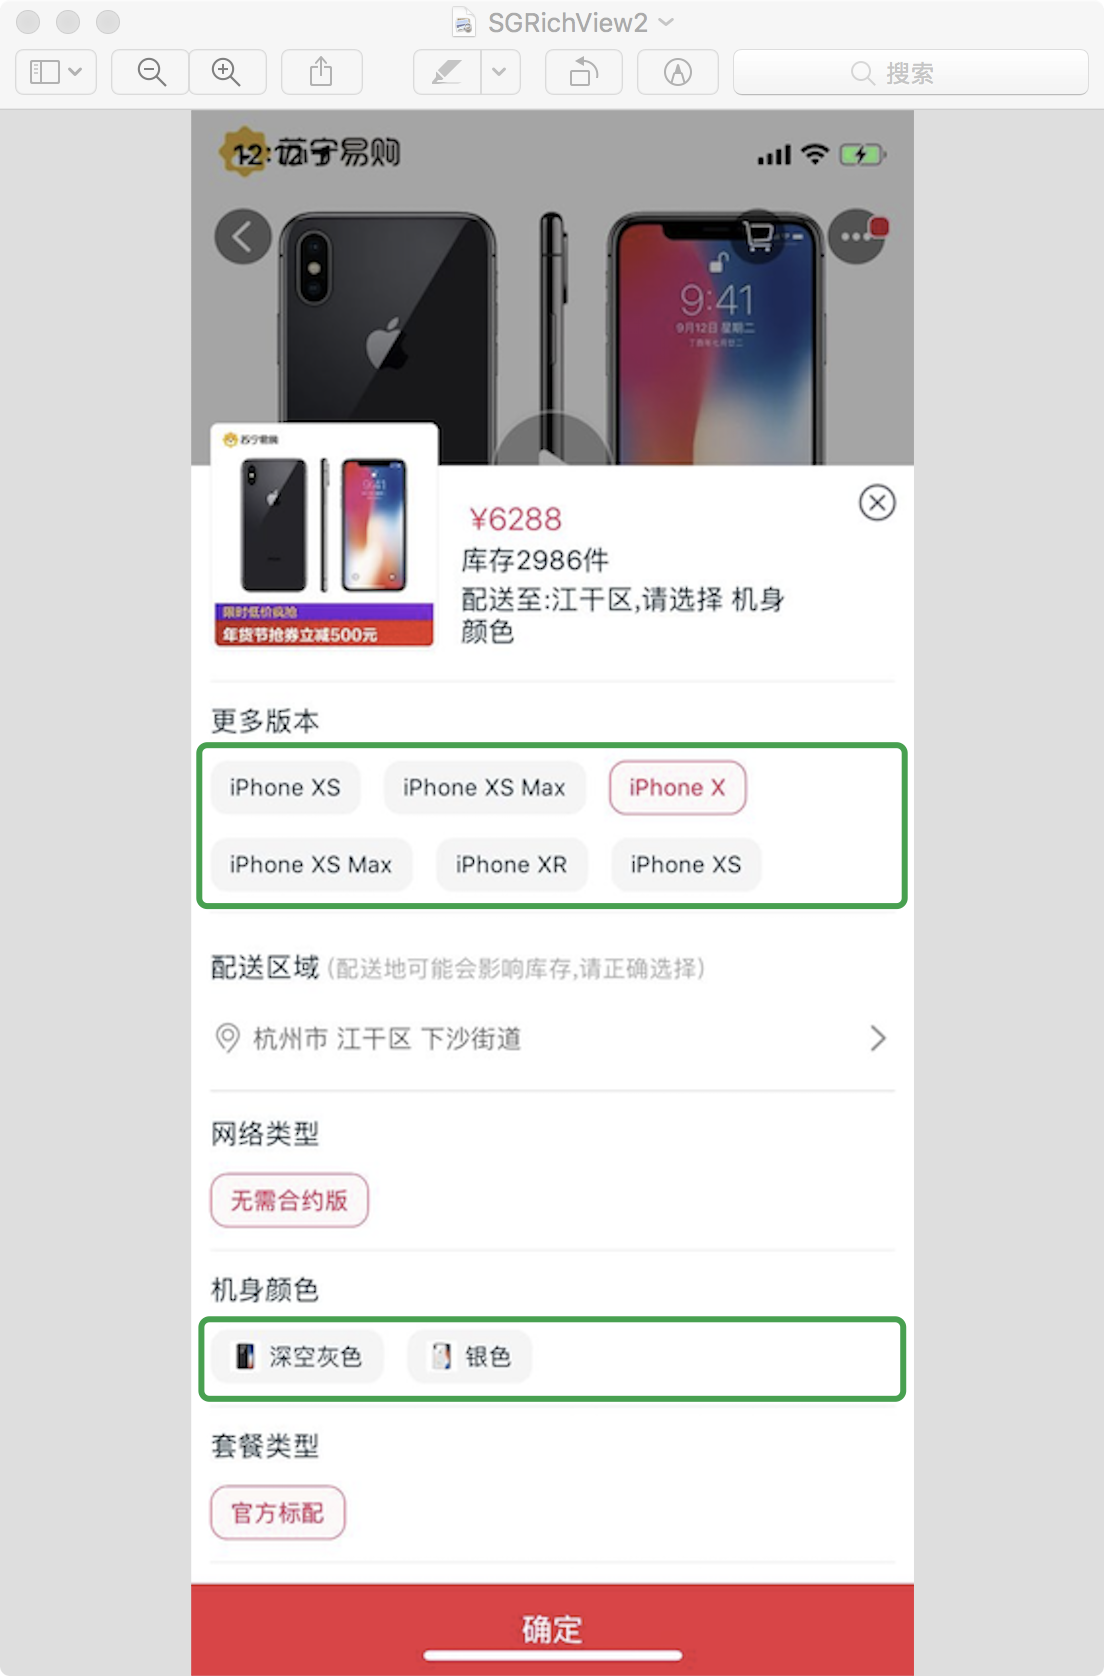 SGRichView2
搜索
苏宁易购
9:41
9月12日 星期二
苏宁易购
9:41
限时低价疯抢
年货节抢券立减500元
¥6288
库存2986件
配送至:江干区,请选择 机身
颜色
更多版本
iPhone XS
iPhone XS Max
iPhone X
iPhone XS Max
iPhone XR
iPhone XS
配送区域 (配送地可能会影响库存,请正确选择)
杭州市 江干区 下沙街道
网络类型
无需合约版
机身颜色
深空灰色
银色
套餐类型
官方标配
确定